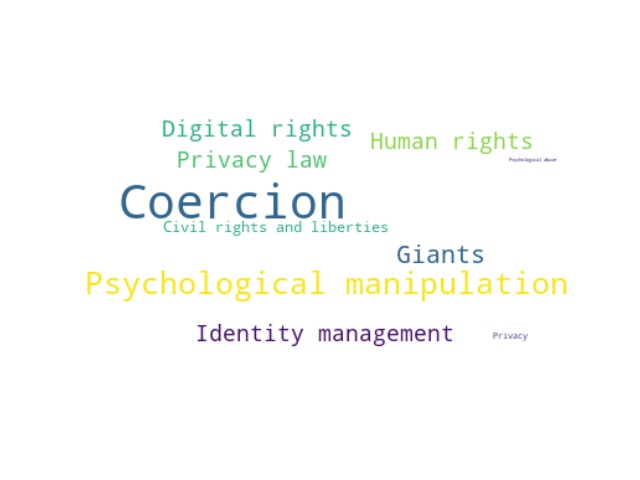 Digital rights
Human rights
Privacy law
Psychological abuse
Coercion
Civil rights and liberties
Giants
Psychological manipulation
Identity management
Privacy